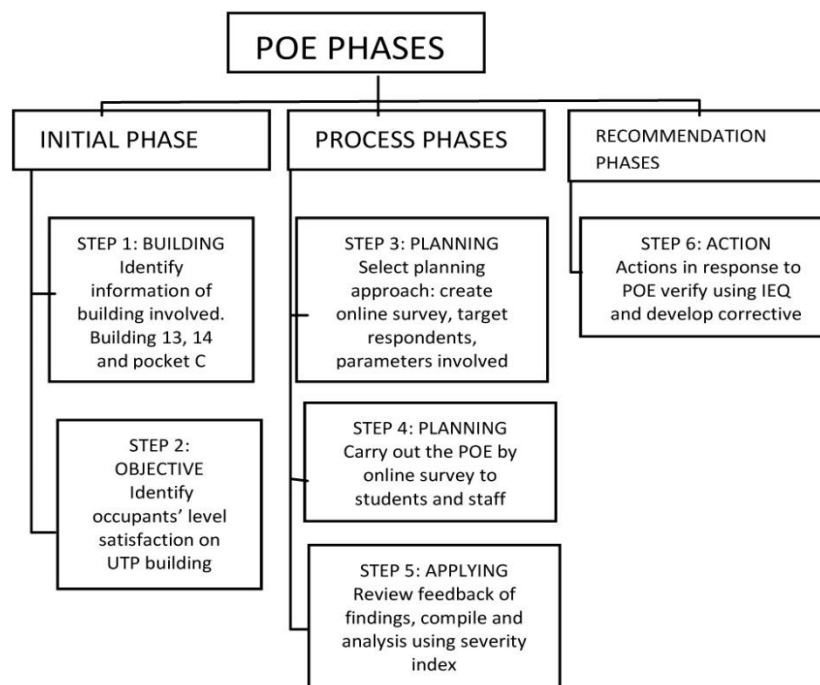 POE PHASES
INITIAL PHASE
STEP 1: BUILDING
Identify
information of
building involved.
Building 13, 14
and pocket C
STEP 2:
OBJECTIVE
Identify
occupants' level
satisfaction on
UTP building
PROCESS PHASES
STEP 3: PLANNING
Select planning
approach: create
online survey, target
respondents,
parameters involved
STEP 4: PLANNING
Carry out the POE by
online survey to
students and staff
STEP 5: APPLYING
Review feedback of
findings, compile and
analysis using severity
index
RECOMMENDATION
PHASES
STEP 6: ACTION
Actions in response to
POE verify using IEQ
and develop corrective